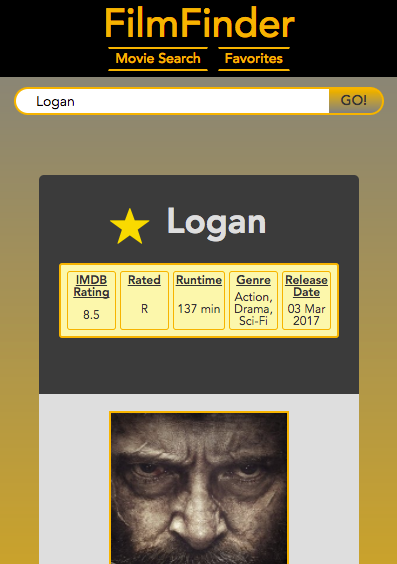 FilmFinder
Movie Search Favorites
Logan GO!
Logan
IMDB
Rating
8.5
Rated
R
Runtime
137 min
Genre
Action,
Drama,
Sci-Fi
Release
Date
03 Mar
2017